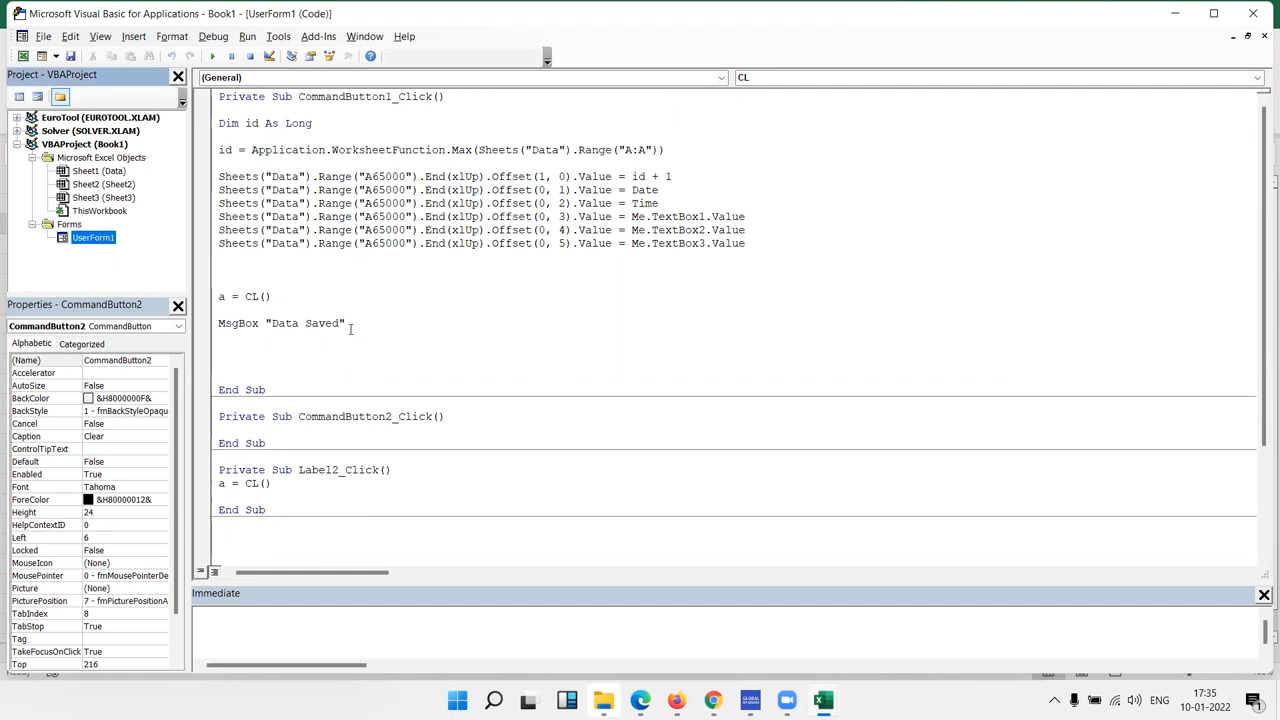 Microsoft Visual Basic for Applications - Book1 - [UserForm1 (Code)]
File Edit View Insert Format Debug Run Tools Add-Ins Window Help
Project - VBAProject
(General) CL
EuroTool (EUROTOOL.XLAM)
Solver (SOLVER.XLAM)
VBAProject (Book1)
Microsoft Excel Objects
Sheet1 (Data)
Sheet2 (Sheet2)
Sheet3 (Sheet3)
ThisWorkbook
Forms
UserForm1
Private Sub CommandButton1_Click()
Dim id As Long
id = Application.WorksheetFunction.Max(Sheets("Data").Range("A:A"))
Sheets("Data").Range("A65000").End(xlUp).Offset(1, 0).Value = id + 1
Sheets("Data").Range("A65000").End(xlUp).Offset(0, 1).Value = Date
Sheets("Data").Range("A65000").End(xlUp).Offset(0, 2).Value = Time
Sheets("Data").Range("A65000").End(xlUp).Offset(0, 3).Value = Me.TextBox1.Value
Sheets("Data").Range("A65000").End(xlUp).Offset(0, 4).Value = Me.TextBox2.Value
Sheets("Data").Range("A65000").End(xlUp).Offset(0, 5).Value = Me.TextBox3.Value
a = CL()
MsgBox "Data Saved"
End Sub
Private Sub CommandButton2_Click()
End Sub
Private Sub Label2_Click()
a = CL()
End Sub
Properties - CommandButton2
CommandButton2 CommandButton
Alphabetic Categorized
(Name) CommandButton2
Accelerator
AutoSize False
BackColor &H8000000F&
BackStyle 1 - fmBackStyleOpaqu
Cancel False
Caption Clear
ControlTipText
Default False
Enabled True
Font Tahoma
ForeColor &H80000012&
Height 24
HelpContextID 0
Left 6
Locked False
MouseIcon (None)
MousePointer 0 - fmMousePointerDe
Picture (None)
PicturePosition 7 - fmPicturePositionA
TabIndex 8
TabStop True
Tag
TakeFocusOnClick True
Top 216
Immediate
GLOBAL
ENG
17:35
10-01-2022